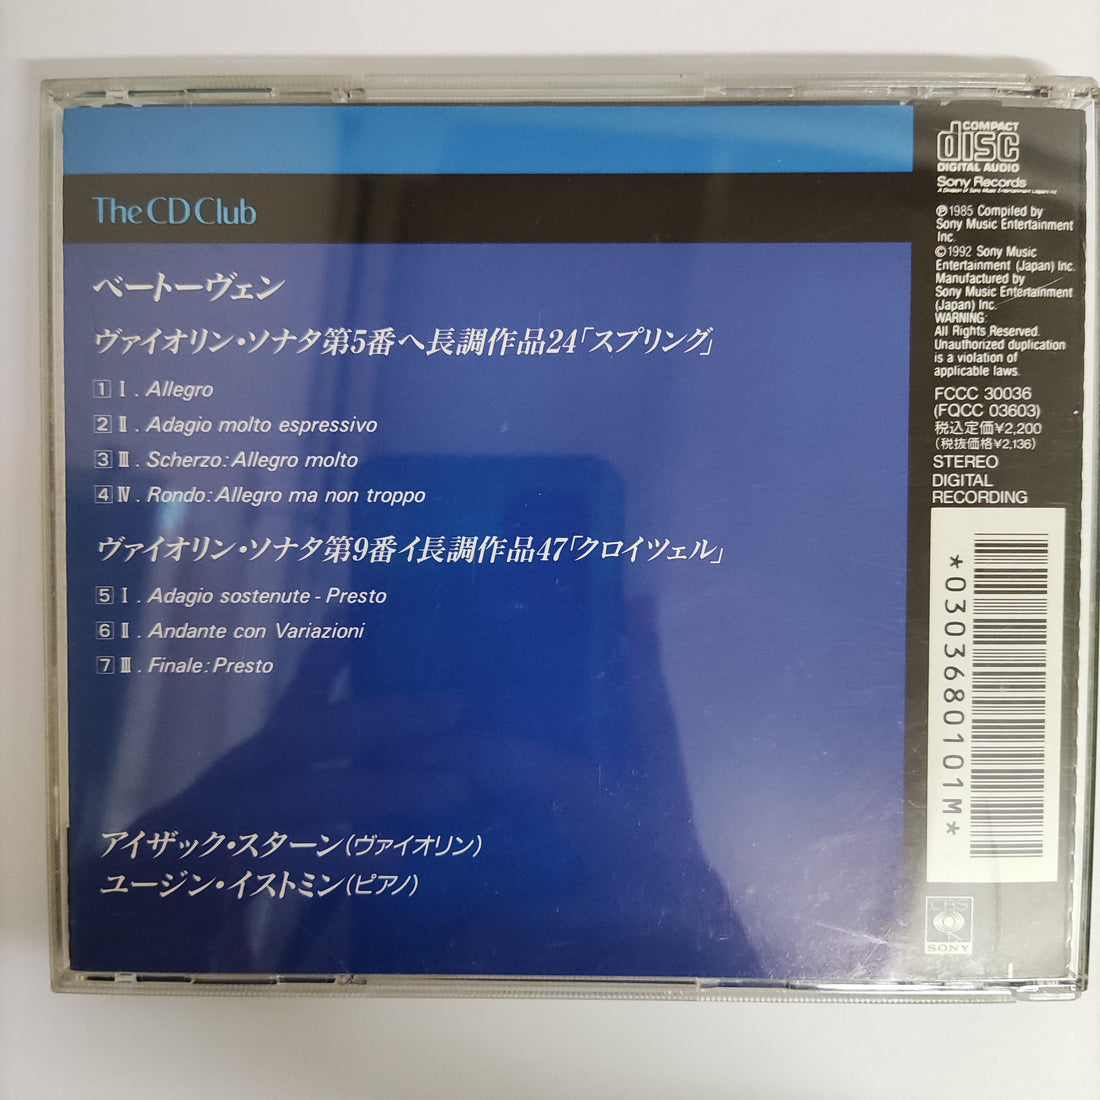 The CD Club
ベートーヴェン
ヴァイオリン・ソナタ第5番ヘ長調作品24「スプリング」
1 Ⅰ. Allegro
2 Ⅱ. Adagio molto espressivo
3 Ⅲ. Scherzo: Allegro molto
4 Ⅳ. Rondo: Allegro ma non troppo
ヴァイオリン・ソナタ第9番イ長調作品47「クロイツェル」
5 Ⅰ. Adagio sostenute - Presto
6 Ⅱ. Andante con Variazioni
7 Ⅲ. Finale: Presto
アイザック・スターン(ヴァイオリン)
ユージン・イストミン(ピアノ)
COMPACT
disc
DIGITAL AUDIO
Sony Records
℗1985 Compiled by
Sony Music Entertainment
Inc.
©1992 Sony Music
Entertainment (Japan) Inc.
Manufactured by
Sony Music Entertainment
(Japan) Inc.
WARNING:
All Rights Reserved.
Unauthorized duplication
is a violation of
applicable laws.
FCCC 30036
(FQCC 03603)
税込定価¥2,200
(税抜価格¥2,136)
STEREO
DIGITAL
RECORDING
*0303680101M*
CBS
SONY